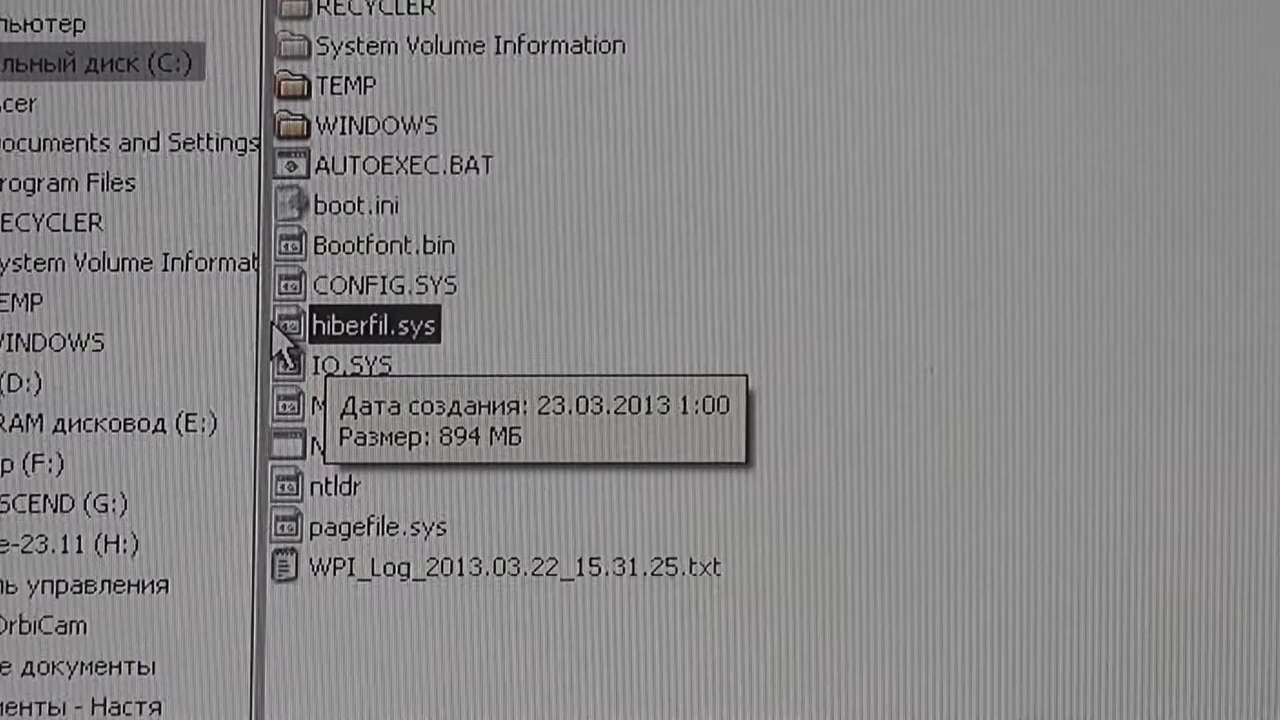 пьютер
льный диск (C:)
cer
ocuments and Settings
rogram Files
ECYCLER
ystem Volume Informat
EMP
WINDOWS
(D:)
RAM дисковод (E:)
р (F:)
SCEND (G:)
e-23.11 (H:)
ль управления
OrbiCam
е документы
менты - Настя
RECYCLER
System Volume Information
TEMP
WINDOWS
AUTOEXEC.BAT
boot.ini
Bootfont.bin
CONFIG.SYS
hiberfil.sys
IO.SYS
Дата создания: 23.03.2013 1:00
Размер: 894 МБ
ntldr
pagefile.sys
WPI_Log_2013.03.22_15.31.25.txt